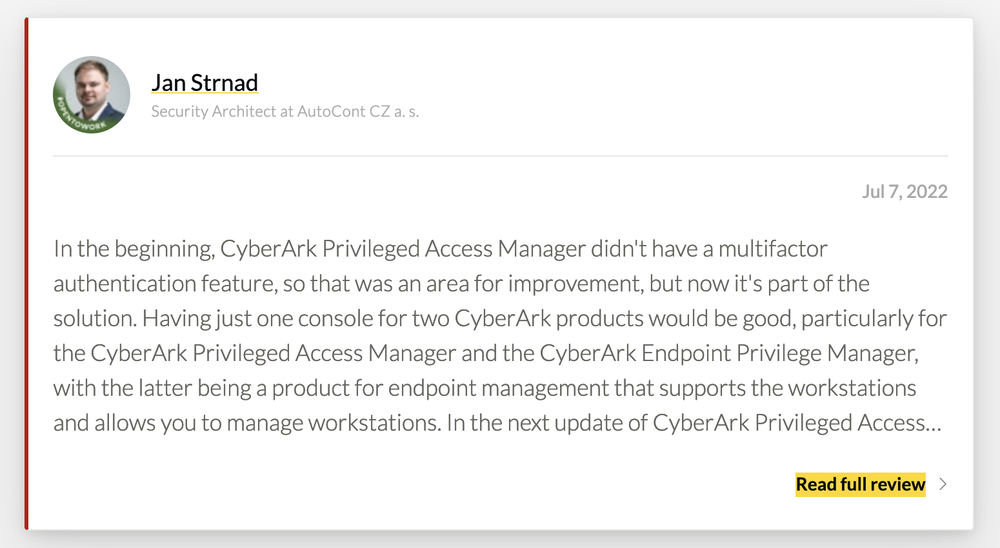 #OPENTOWORK
Jan Strnad
Security Architect at AutoCont CZ a. s.
Jul 7, 2022
In the beginning, CyberArk Privileged Access Manager didn't have a multifactor
authentication feature, so that was an area for improvement, but now it's part of the
solution. Having just one console for two CyberArk products would be good, particularly for
the CyberArk Privileged Access Manager and the CyberArk Endpoint Privilege Manager,
with the latter being a product for endpoint management that supports the workstations
and allows you to manage workstations. In the next update of CyberArk Privileged Access...
Read full review